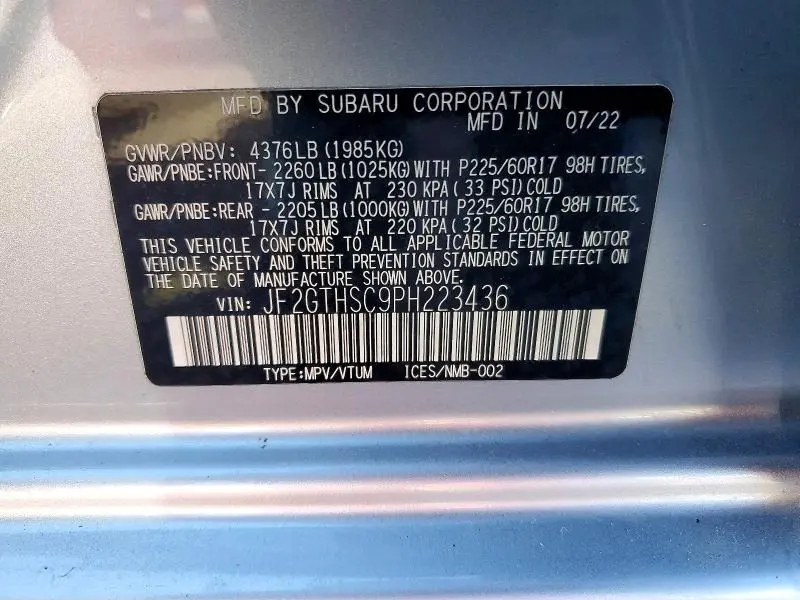 MFD BY SUBARU CORPORATION
MFD IN 07/22
GVWR/PNBV: 4376LB (1985KG)
GAWR/PNBE:FRONT- 2260LB (1025KG)WITH P225/60R17 98H TIRES,
17X7J RIMS AT 230 KPA( 33 PSI)COLD
GAWR/PNBE:REAR - 2205LB (1000KG)WITH P225/60R17 98H TIRES,
17X7J RIMS AT 220 KPA( 32 PSI)COLD
THIS VEHICLE CONFORMS TO ALL APPLICABLE FEDERAL MOTOR
VEHICLE SAFETY AND THEFT PREVENTION STANDARDS IN EFFECT ON
THE DATE OF MANUFACTURE SHOWN ABOVE.
VIN: JF2GTHSC9PH223436
TYPE:MPV/VTUM ICES/NMB-002